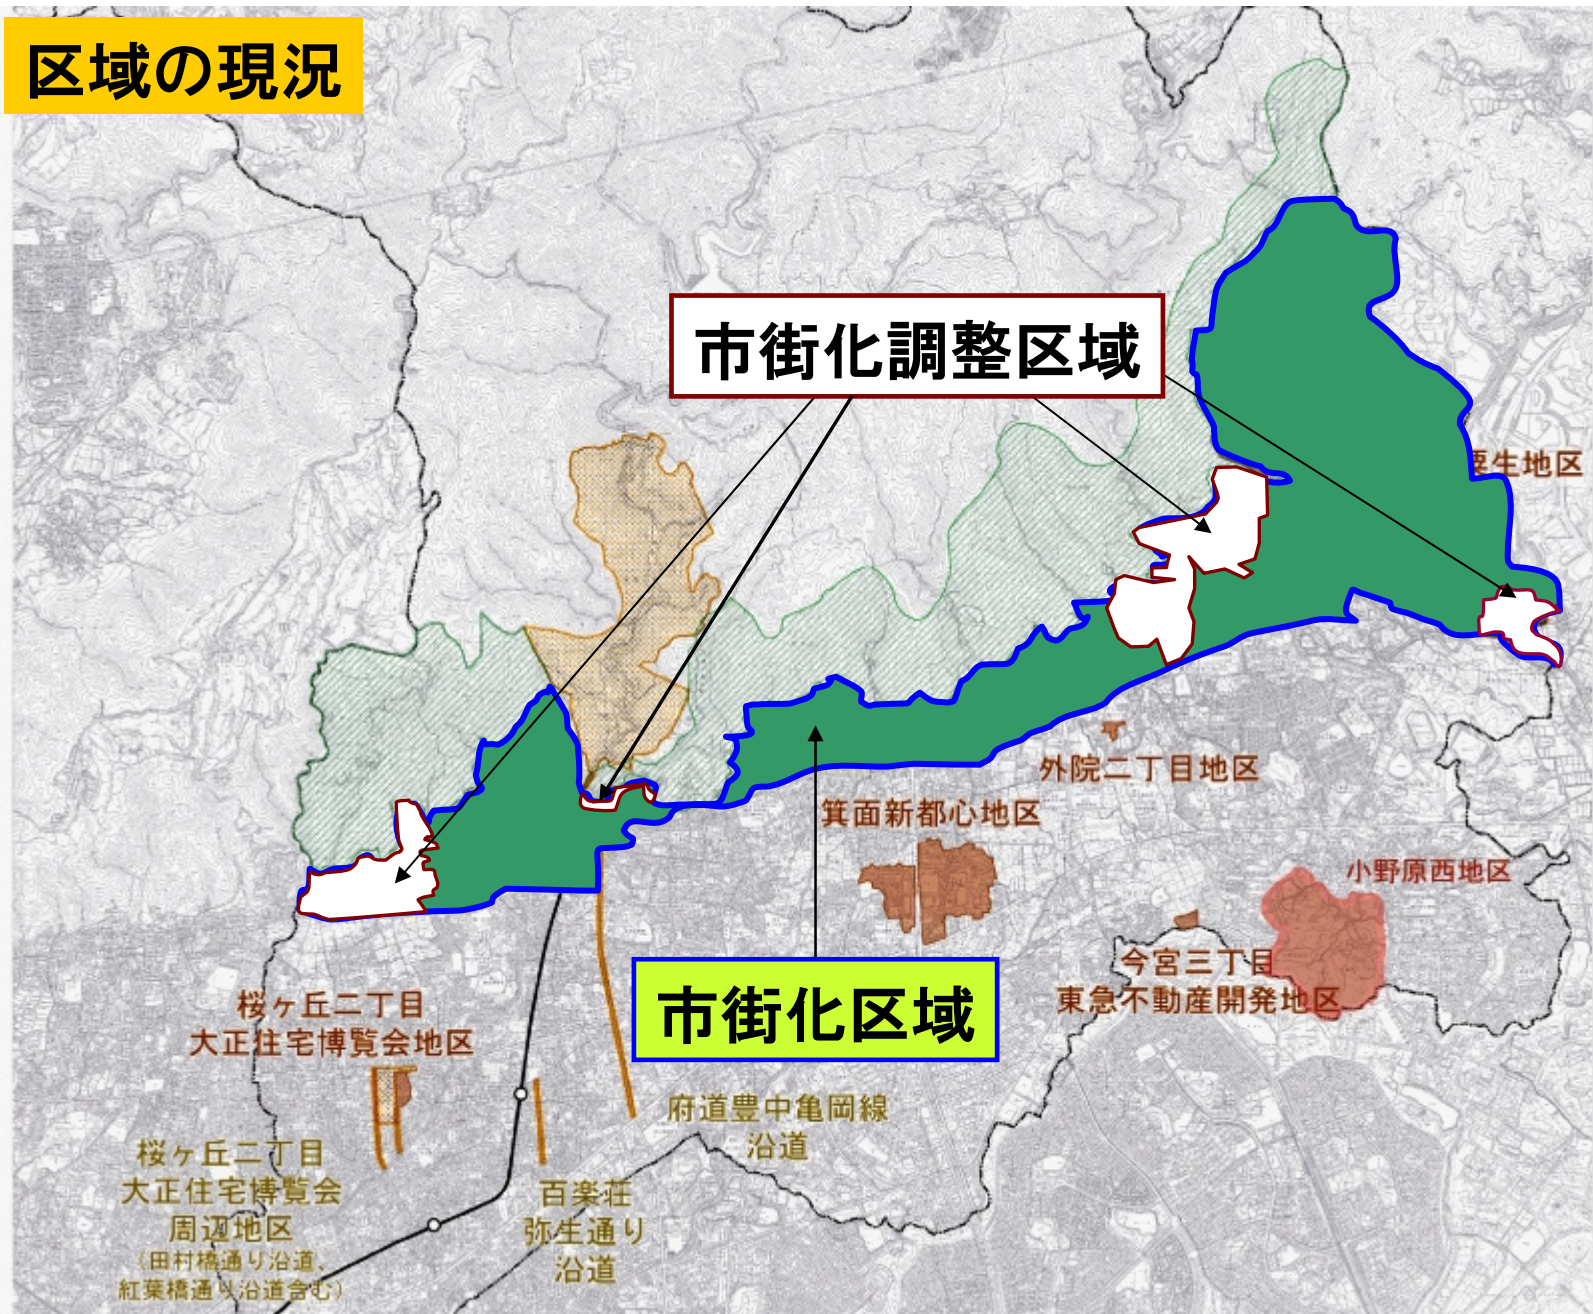 区域の現況
市街化調整区域
粟生地区
外院二丁目地区
箕面新都心地区
小野原西地区
今宮三丁目
東急不動産開発地区
市街化区域
桜ヶ丘二丁目
大正住宅博覧会地区
府道豊中亀岡線
沿道
桜ヶ丘二丁目
大正住宅博覧会
周辺地区
（田村橋通り沿道、
紅葉橋通り沿道含む）
百楽荘
弥生通り
沿道